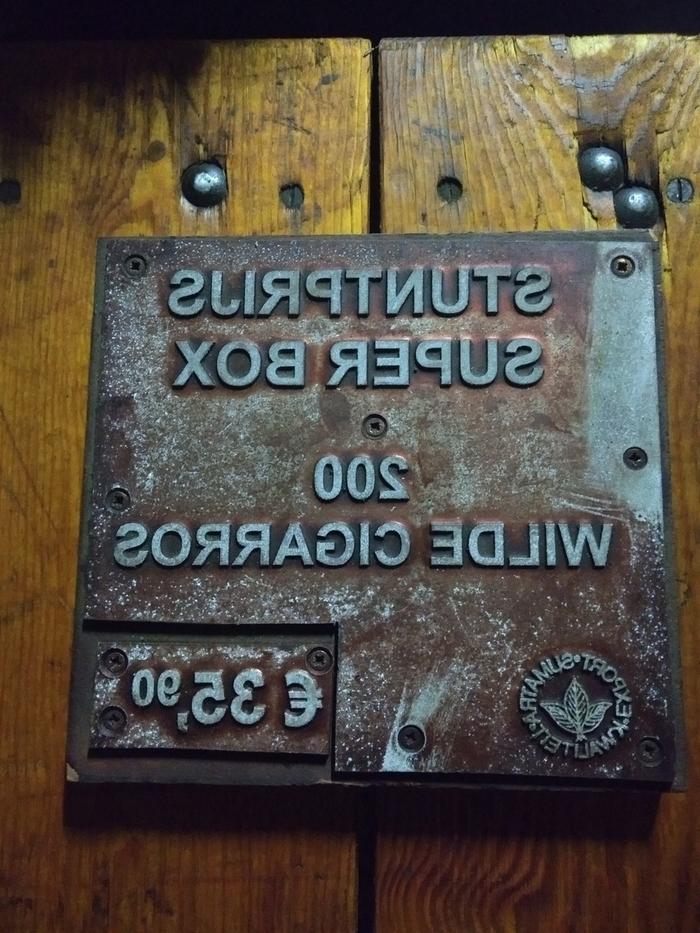 STUNTPRIJS
SUPER BOX
200
WILDE CIGARROS
€ 35,90
EXPORT•SUMATRA
KWALITEIT